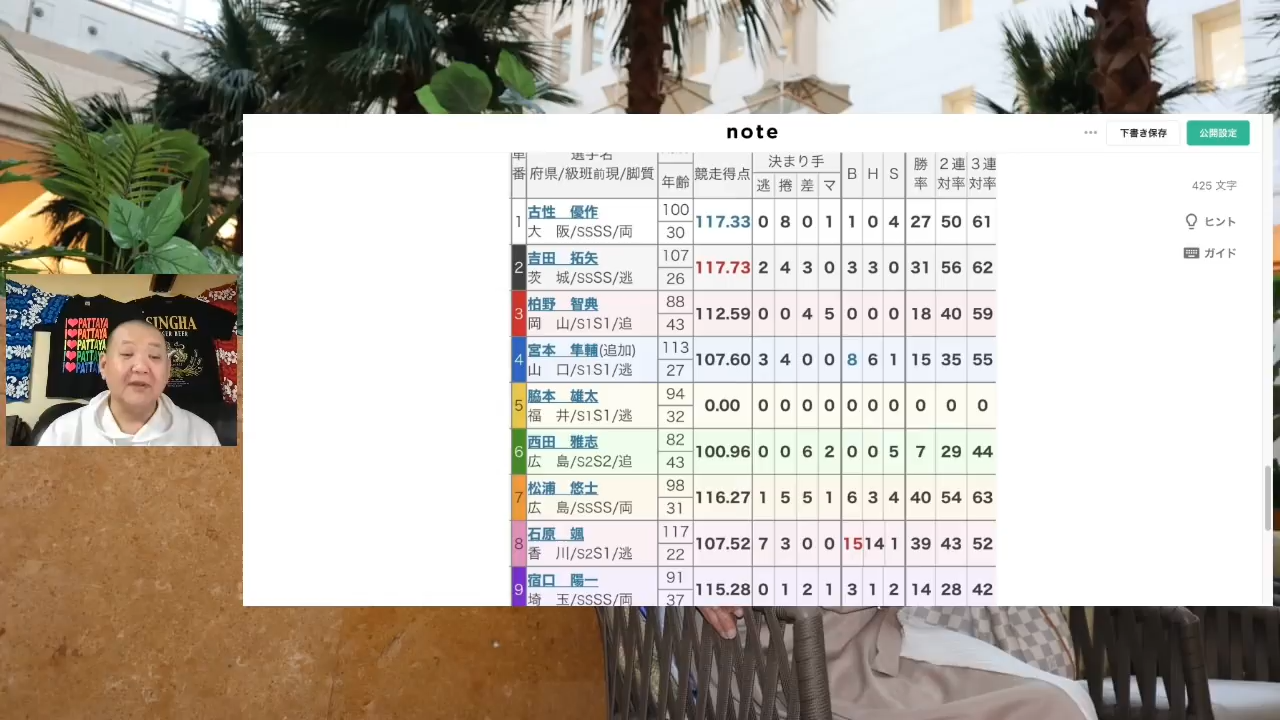 note
下書き保存
公開設定
425 文字
ヒント
ガイド
車番 選手名 府県/級班前現/脚質 年齢 競走得点 決まり手 逃 捲 差 マ B H S 勝率 2連対率 3連対率
1 古性 優作 100 117.33 0 8 0 1 1 0 4 27 50 61
大 阪/SSSS/両 30
2 吉田 拓矢 107 117.73 2 4 3 0 3 3 0 31 56 62
茨 城/SSSS/逃 26
3 柏野 智典 88 112.59 0 0 4 5 0 0 0 18 40 59
岡 山/S1S1/追 43
4 宮本 隼輔(追加) 113 107.60 3 4 0 0 8 6 1 15 35 55
山 口/S1S1/逃 27
5 脇本 雄太 94 0.00 0 0 0 0 0 0 0 0 0 0
福 井/S1S1/逃 32
6 西田 雅志 82 100.96 0 0 6 2 0 0 5 7 29 44
広 島/S2S2/追 43
7 松浦 悠士 98 116.27 1 5 5 1 6 3 4 40 54 63
広 島/SSSS/両 31
8 石原 颯 117 107.52 7 3 0 0 15 14 1 39 43 52
香 川/S2S1/逃 22
9 宿口 陽一 91 115.28 0 1 2 1 3 1 2 14 28 42
埼 玉/SSSS/両 37
I❤PATTAYA
I❤PATTAYA
I❤PATTAYA
I❤PATTAYA
I❤PATTAYA
SINGHA